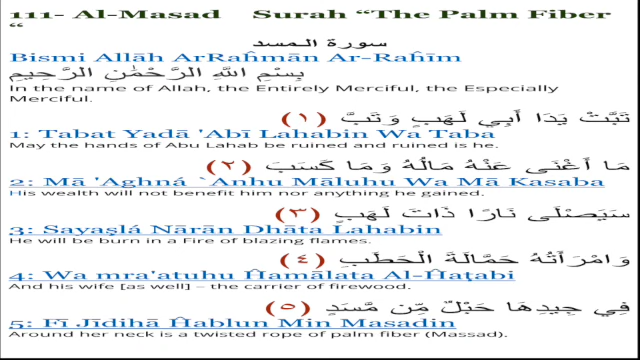 111- Al-Masad Surah “The Palm Fiber
“
سورة الـمسد
Bismi Allāh ArRaĥmān Ar-Raĥīm
بِسْمِ اللَّهِ الرَّحْمَٰنِ الرَّحِيمِ
In the name of Allah, the Entirely Merciful, the Especially
Merciful.
تَبَّتْ يَدَا أَبِي لَهَبٍ وَتَبَّ (١)
1: Tabat Yadā 'Abī Lahabin Wa Taba
May the hands of Abu Lahab be ruined and ruined is he.
مَا أَغْنَى عَنْهُ مَالُهُ وَمَا كَسَبَ (٢)
2: Mā 'Aghná `Anhu Māluhu Wa Mā Kasaba
His wealth will not benefit him nor anything he gained.
سَيَصْلَى نَارًا ذَاتَ لَهَبٍ (٣)
3: Sayaşlá Nārān Dhāta Lahabin
He will be burn in a Fire of blazing flames.
وَامْرَأَتُهُ حَمَّالَةَ الْحَطَبِ (٤)
4: Wa mra'atuhu Ĥamālata Al-Ĥaţabi
And his wife [as well] – the carrier of firewood.
فِي جِيدِهَا حَبْلٌ مِّن مَّسَدٍ (٥)
5: Fī Jīdihā Ĥablun Min Masadin
Around her neck is a twisted rope of palm fiber (Massad).